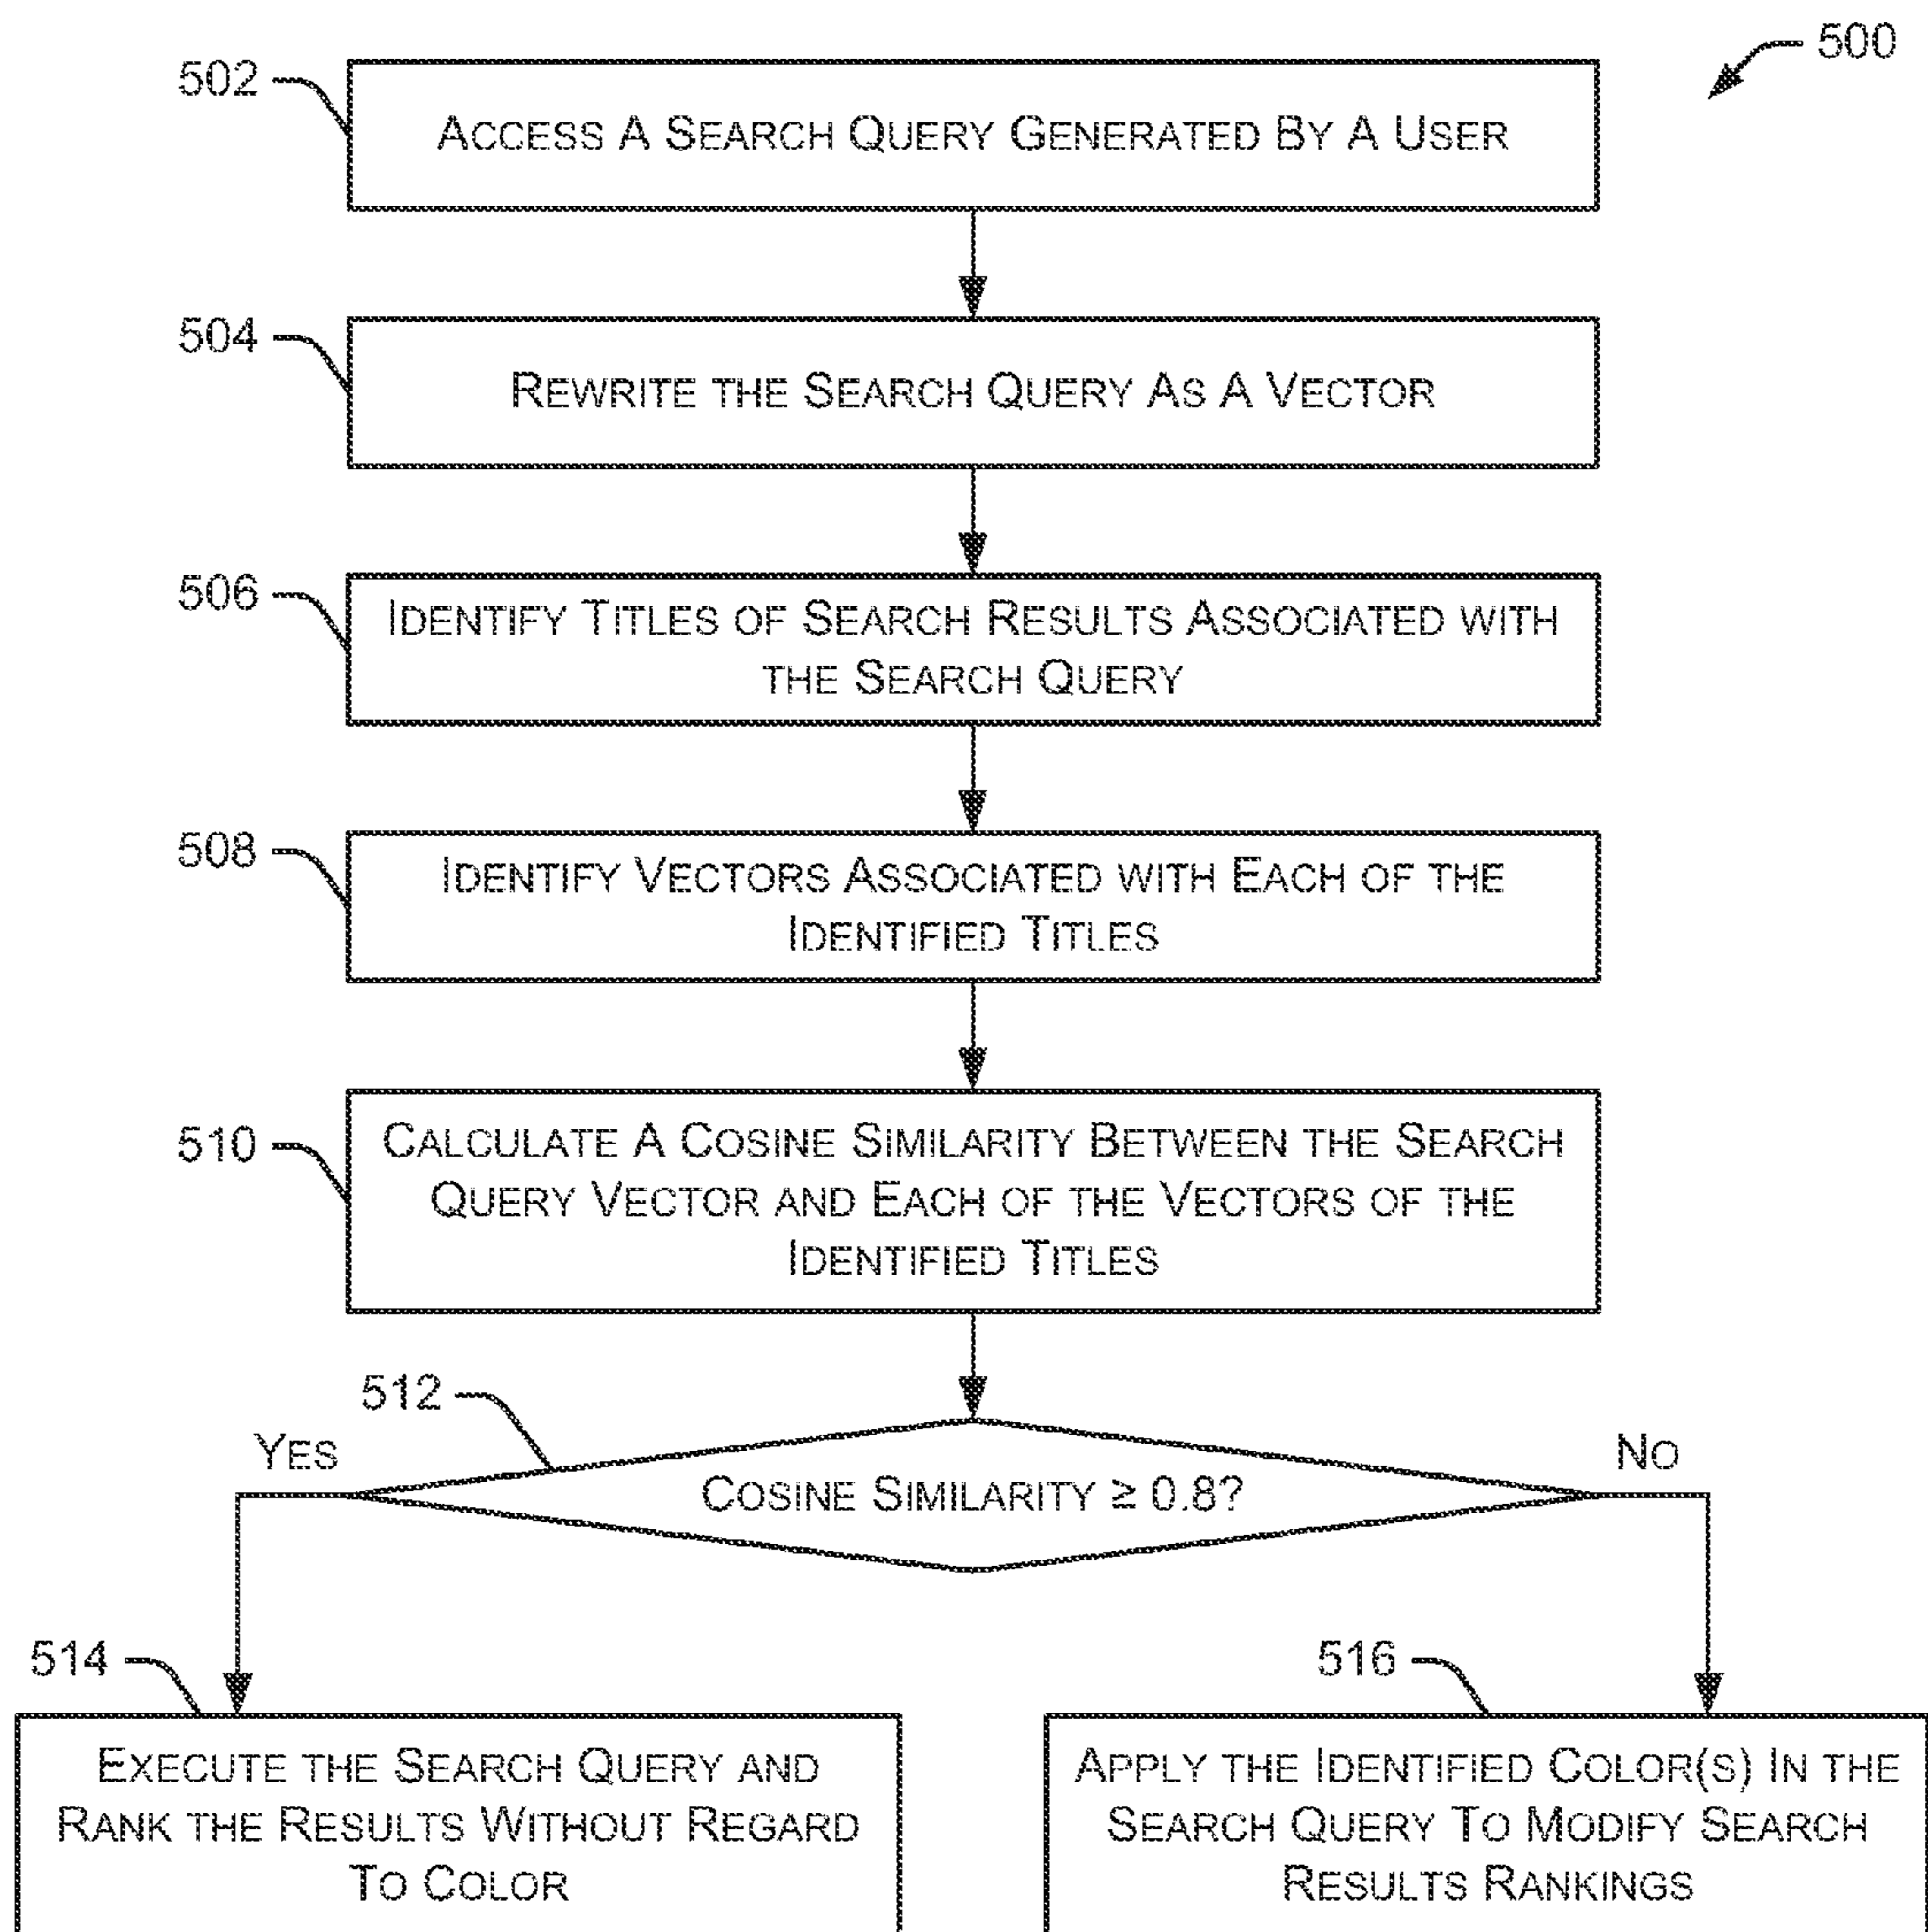 500
502
ACCESS A SEARCH QUERY GENERATED BY A USER
504
REWRITE THE SEARCH QUERY AS A VECTOR
506
IDENTIFY TITLES OF SEARCH RESULTS ASSOCIATED WITH
THE SEARCH QUERY
508
IDENTIFY VECTORS ASSOCIATED WITH EACH OF THE
IDENTIFIED TITLES
510
CALCULATE A COSINE SIMILARITY BETWEEN THE SEARCH
QUERY VECTOR AND EACH OF THE VECTORS OF THE
IDENTIFIED TITLES
512
YES
NO
COSINE SIMILARITY ≥ 0.8?
514
EXECUTE THE SEARCH QUERY AND
RANK THE RESULTS WITHOUT REGARD
TO COLOR
516
APPLY THE IDENTIFIED COLOR(S) IN THE
SEARCH QUERY TO MODIFY SEARCH
RESULTS RANKINGS